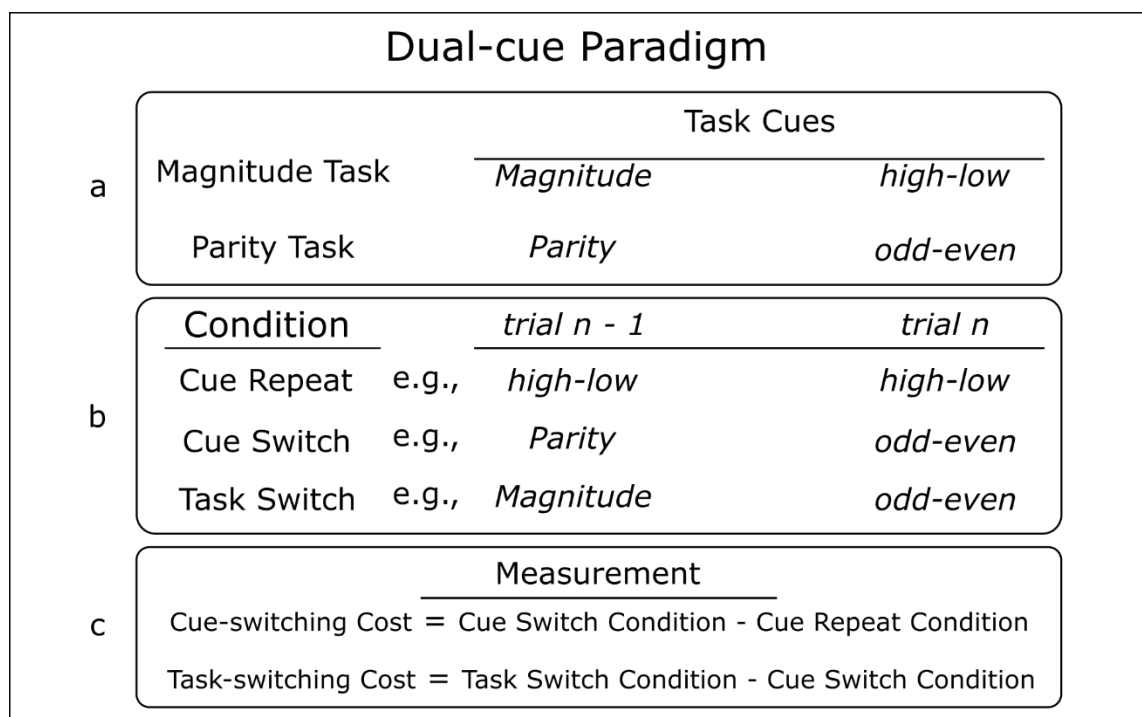 Dual-cue Paradigm
a
Task Cues
Magnitude Task Magnitude high-low
Parity Task Parity odd-even
b
Condition trial n - 1 trial n
Cue Repeat e.g., high-low high-low
Cue Switch e.g., Parity odd-even
Task Switch e.g., Magnitude odd-even
c
Measurement
Cue-switching Cost = Cue Switch Condition - Cue Repeat Condition
Task-switching Cost = Task Switch Condition - Cue Switch Condition